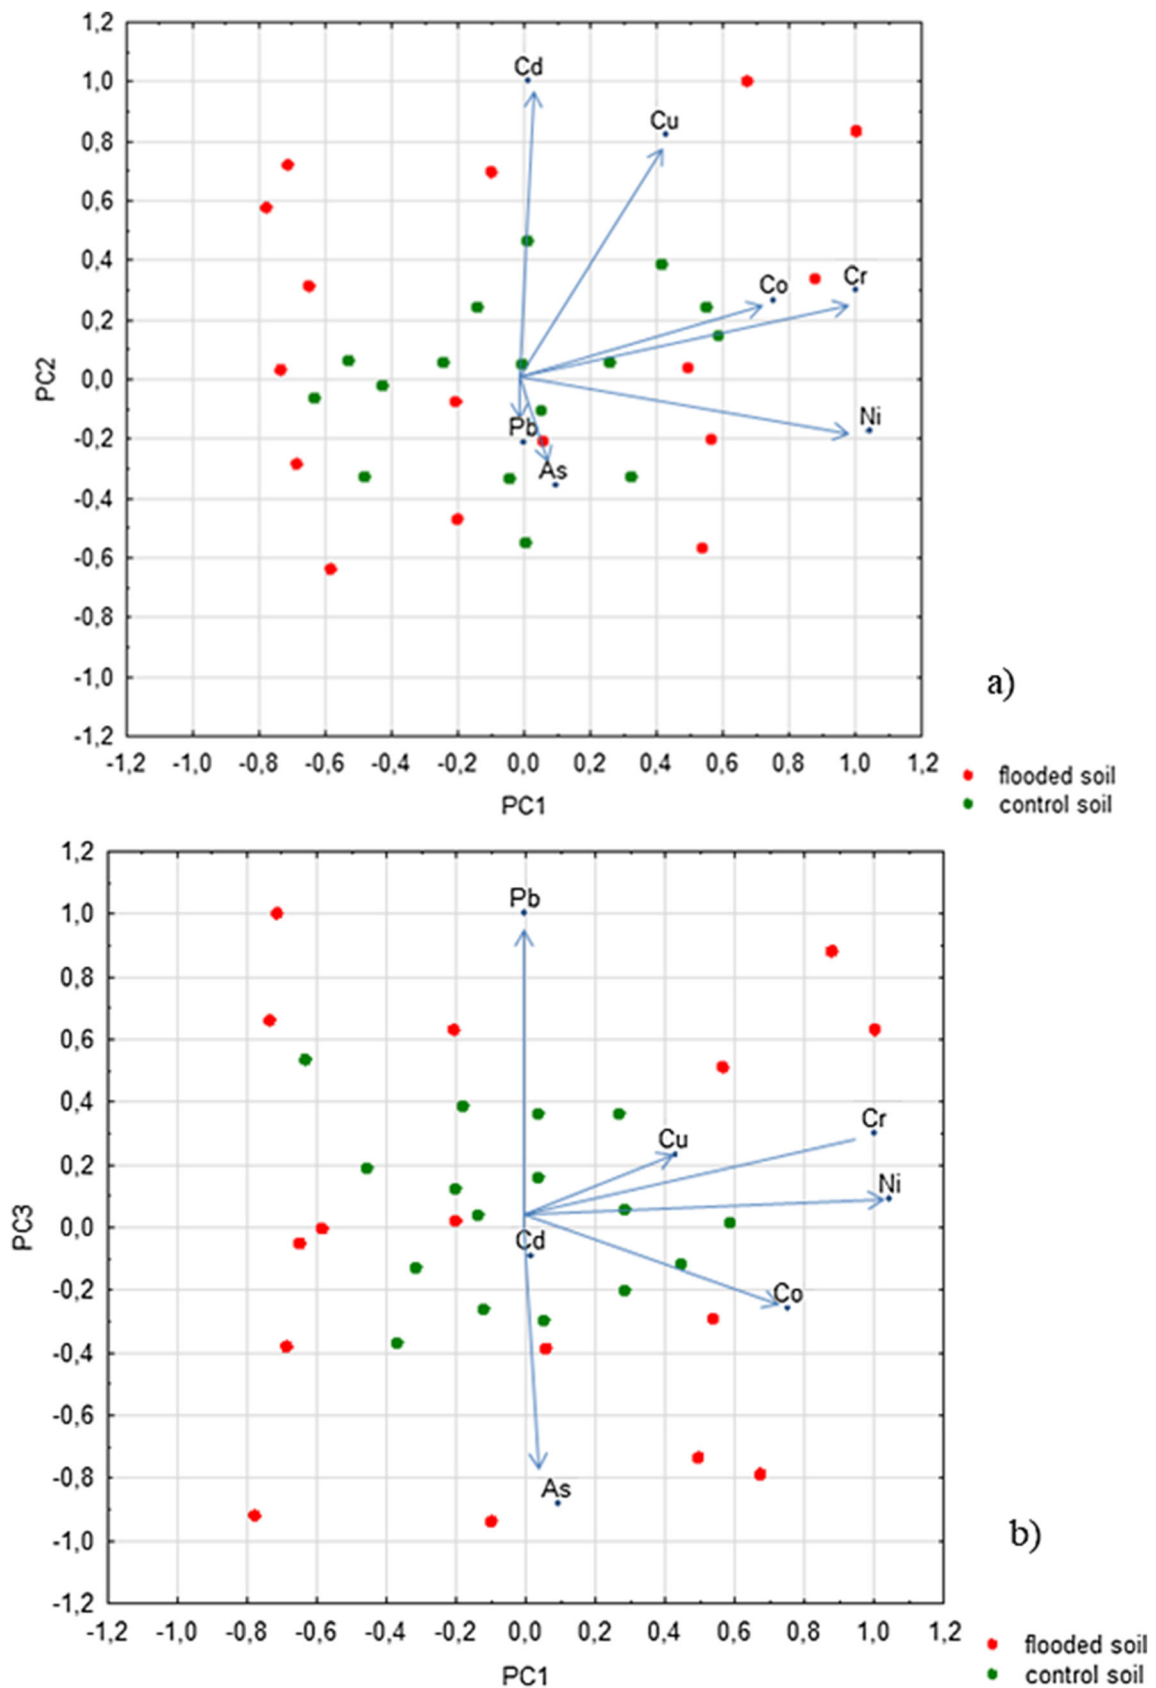 1,2
1,0
0,8
0,6
0,4
0,2
0,0
-0,2
-0,4
-0,6
-0,8
-1,0
-1,2
PC2
Cd
Cu
Co
Cr
Ni
Pb
As
-1,2 -1,0 -0,8 -0,6 -0,4 -0,2 0,0 0,2 0,4 0,6 0,8 1,0 1,2
PC1
a)
flooded soil
control soil
1,2
1,0
0,8
0,6
0,4
0,2
0,0
-0,2
-0,4
-0,6
-0,8
-1,0
-1,2
PC3
Pb
Cr
Cu
Ni
Cd
Co
As
-1,2 -1,0 -0,8 -0,6 -0,4 -0,2 0,0 0,2 0,4 0,6 0,8 1,0 1,2
PC1
b)
flooded soil
control soil